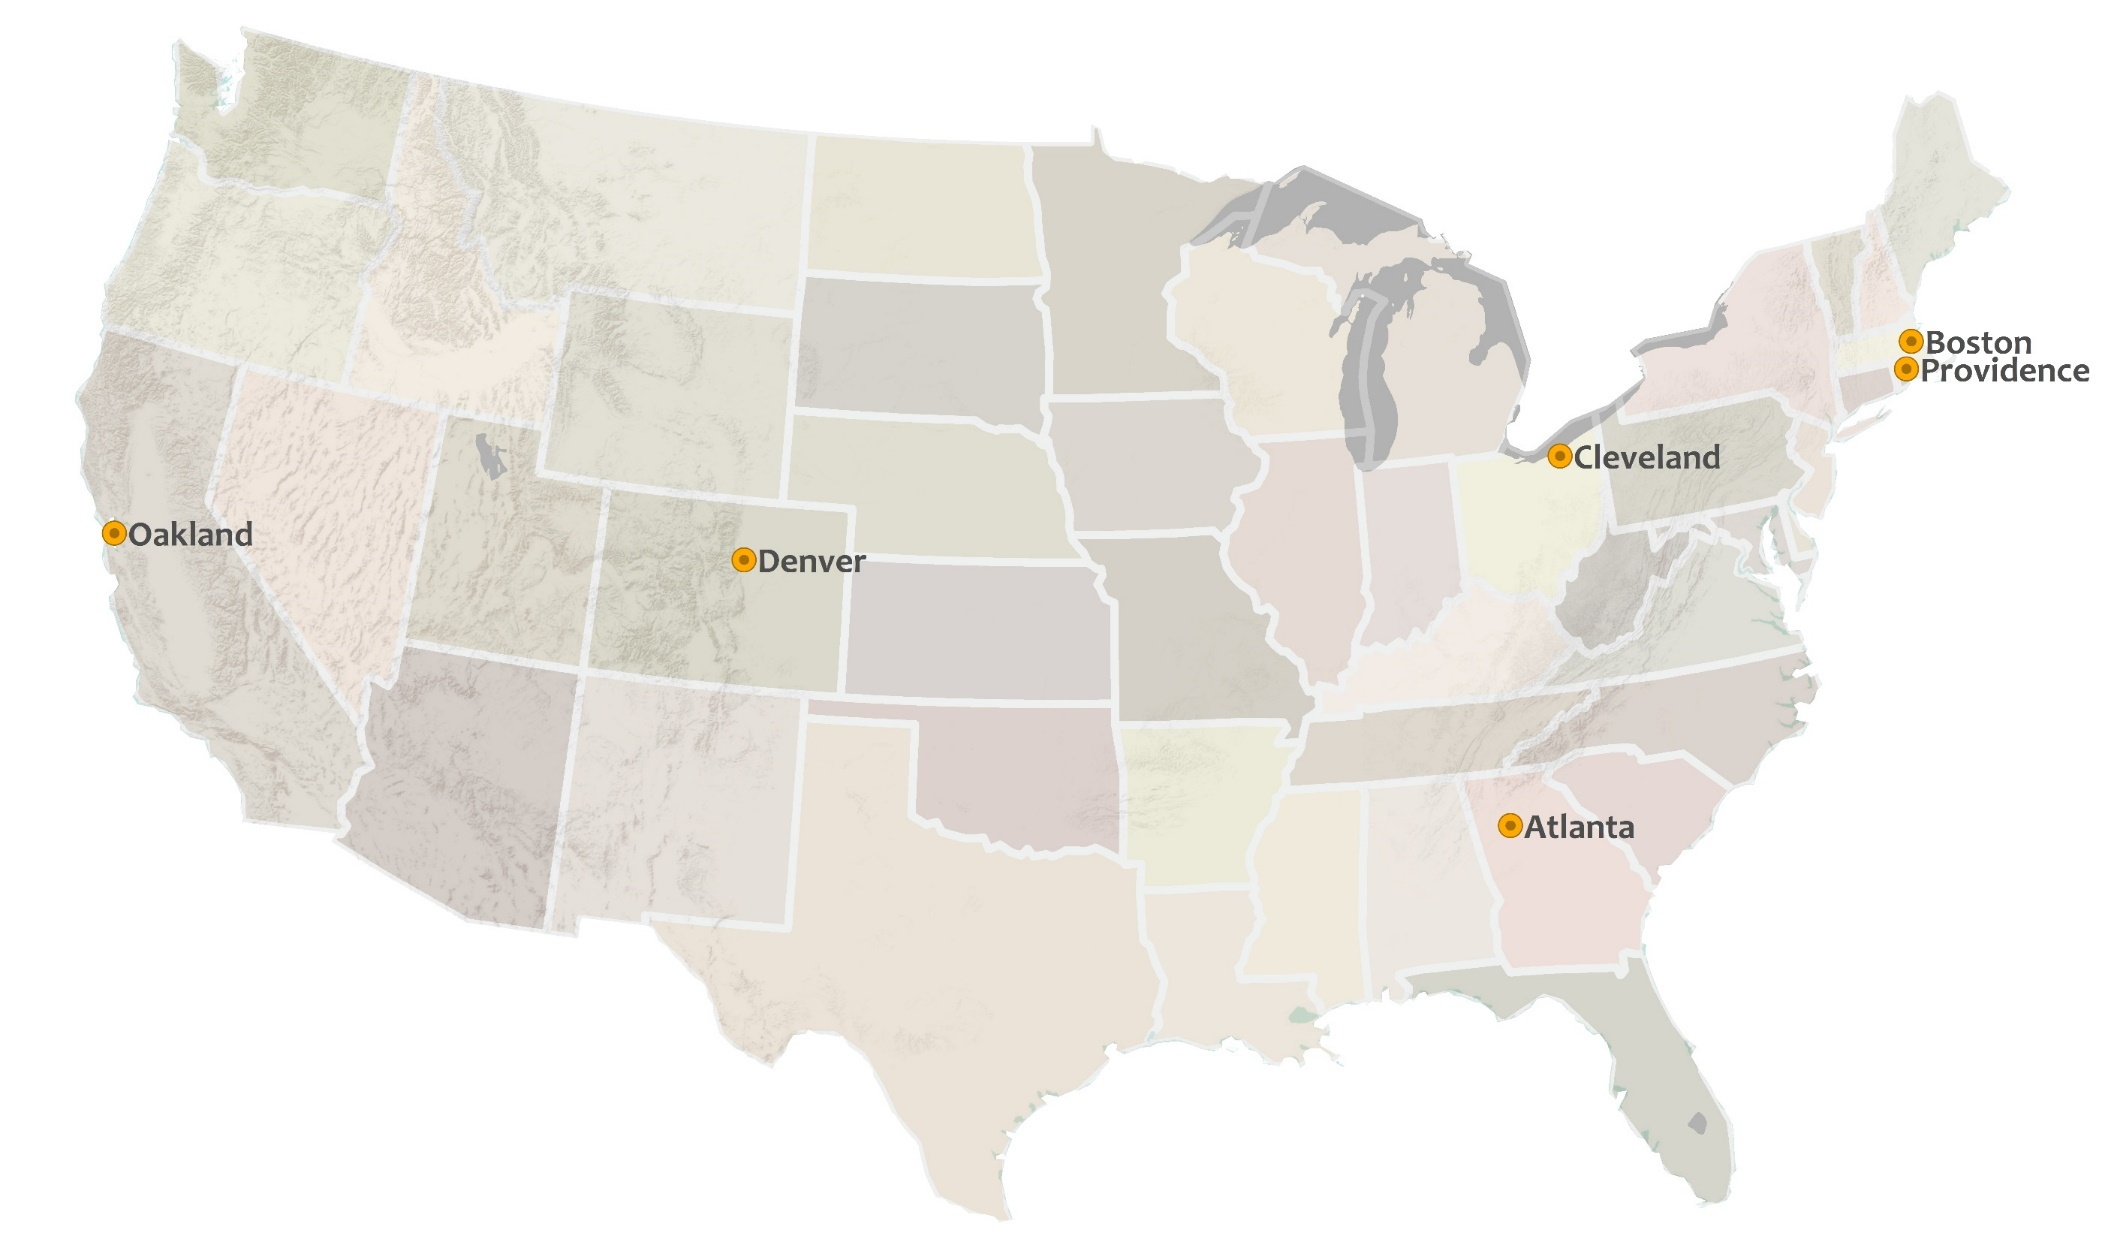 Boston
Providence
Cleveland
Oakland
Denver
Atlanta